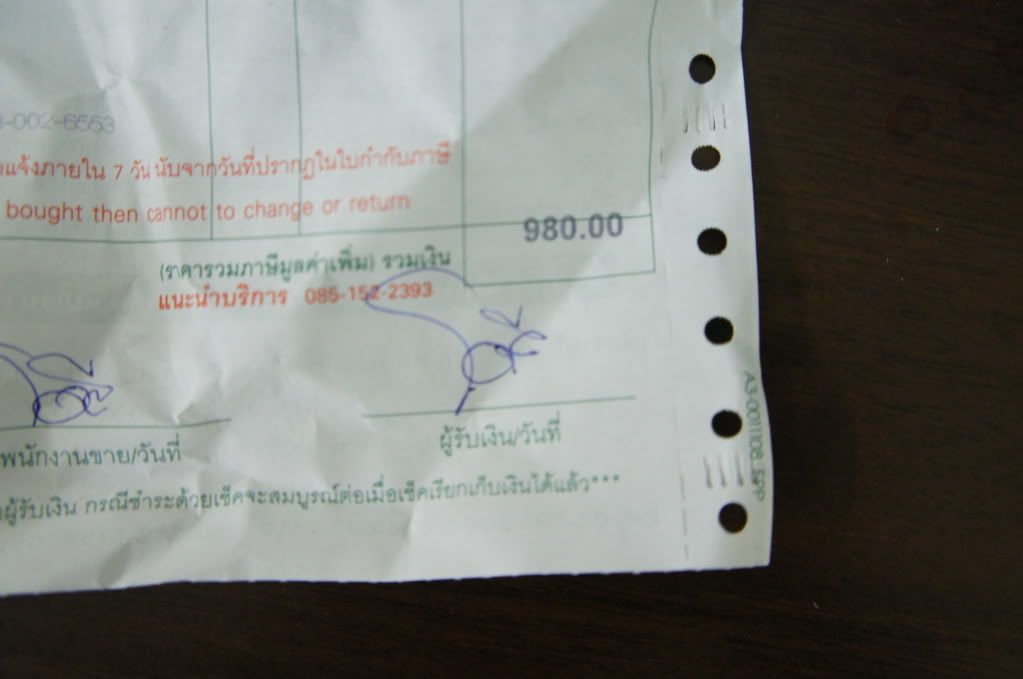 -002-6553
แจ้งภายใน 7 วัน นับจากวันที่ปรากฏในใบกำกับภาษี
bought then cannot to change or return
980.00
(ราคารวมภาษีมูลค่าเพิ่ม) รวมเงิน
แนะนำบริการ 085-152-2393
พนักงานขาย/วันที่
ผู้รับเงิน/วันที่
ผู้รับเงิน กรณีชำระด้วยเช็คจะสมบูรณ์ต่อเมื่อเช็คเรียกเก็บเงินได้แล้ว***